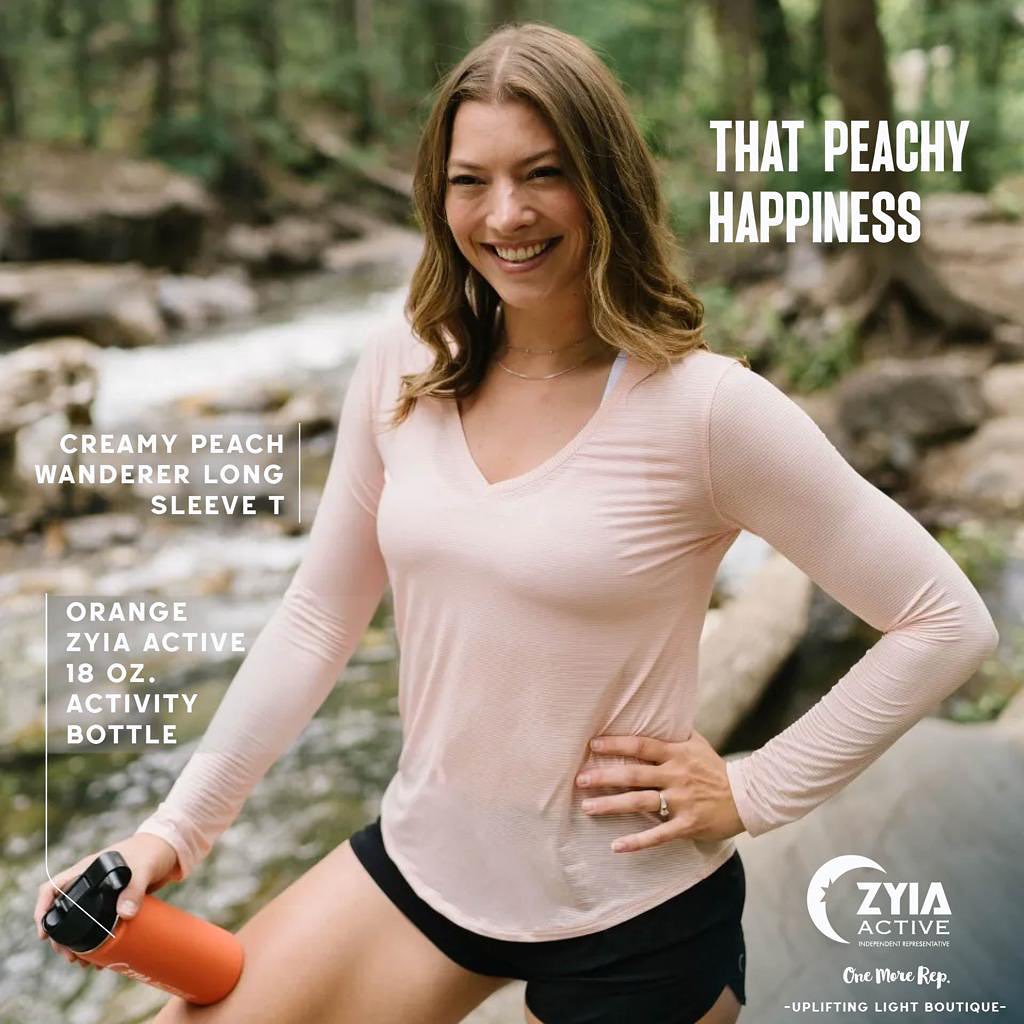 THAT PEACHY
HAPPINESS
CREAMY PEACH
WANDERER LONG
SLEEVE T
ORANGE
ZYIA ACTIVE
18 OZ.
ACTIVITY
BOTTLE
ZYIA
ACTIVE
INDEPENDENT REPRESENTATIVE
One More Rep.
-UPLIFTING LIGHT BOUTIQUE-